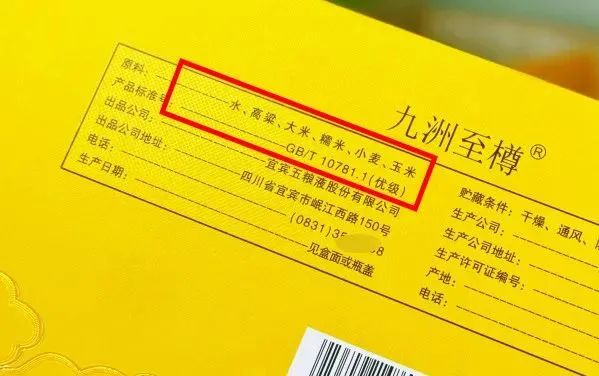 九洲至樽®
原料：水、高粱、大米、糯米、小麦、玉米
产品标准号：GB/T 10781.1(优级)
出品公司：宜宾五粮液股份有限公司
出品公司地址：四川省宜宾市岷江西路150号
电话：(0831)35 8
生产日期：见盒面或瓶盖
贮藏条件：干燥、通风、阴
生产公司：
生产公司地址：
生产许可证编号：
产地：
电话：